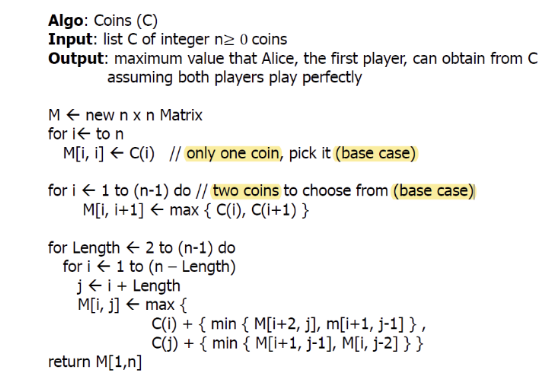 Algo: Coins (C)
Input: list C of integer n≥ 0 coins
Output: maximum value that Alice, the first player, can obtain from C
assuming both players play perfectly
M ← new n x n Matrix
for i← to n
M[i, i] ← C(i) // only one coin, pick it (base case)
for i ← 1 to (n-1) do // two coins to choose from (base case)
M[i, i+1] ← max { C(i), C(i+1) }
for Length ← 2 to (n-1) do
for i ← 1 to (n – Length)
j ← i + Length
M[i, j] ← max {
C(i) + { min { M[i+2, j], m[i+1, j-1] } ,
C(j) + { min { M[i+1, j-1], M[i, j-2] } }
return M[1,n]